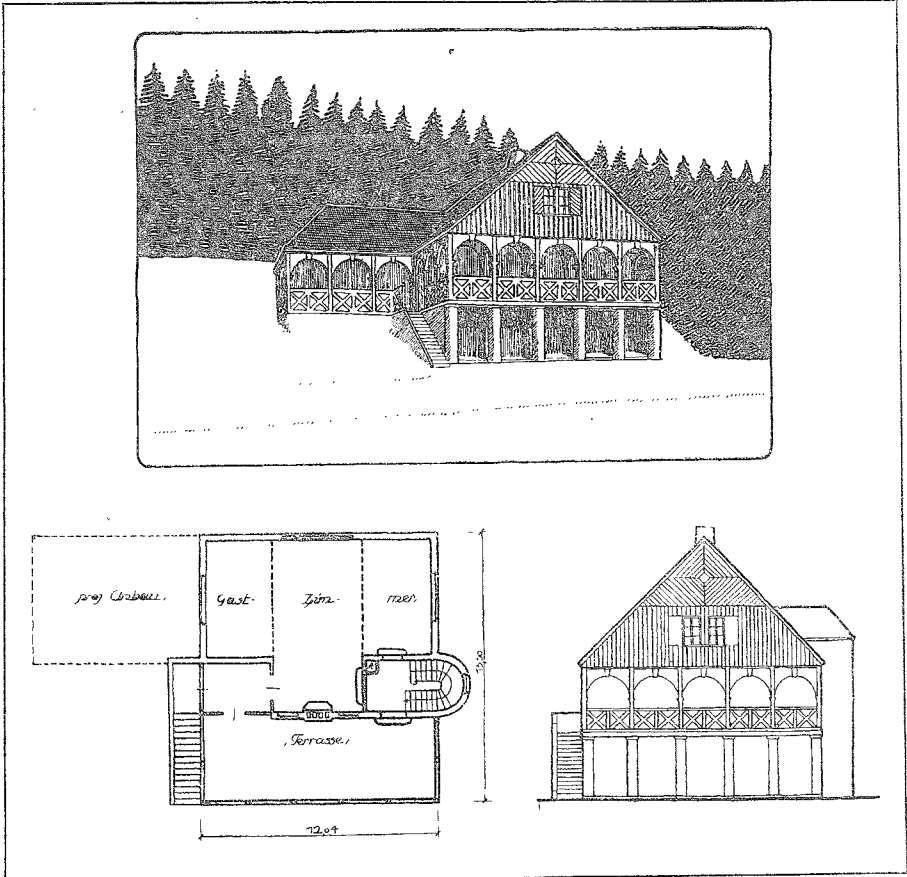 proj Anbau.
Gast- Zim- mer.
Terrasse,
12,04